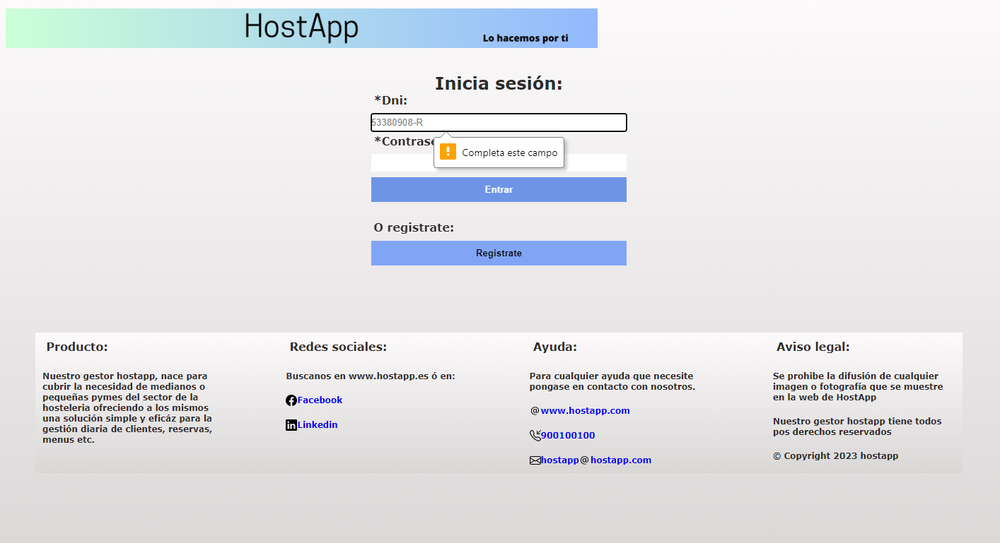 HostApp
Lo hacemos por ti
Inicia sesión:
*Dni:
53380908-R
*Contrase
Completa este campo
Entrar
O registrate:
Registrate
Producto:
Nuestro gestor hostapp, nace para
cubrir la necesidad de medianos o
pequeñas pymes del sector de la
hosteleria ofreciendo a los mismos
una solución simple y eficáz para la
gestión diaria de clientes, reservas,
menus etc.
Redes sociales:
Buscanos en www.hostapp.es ó en:
Facebook
Linkedin
Ayuda:
Para cualquier ayuda que necesite
pongase en contacto con nosotros.
@www.hostapp.com
900100100
hostapp@hostapp.com
Aviso legal:
Se prohibe la difusión de cualquier
imagen o fotografía que se muestre
en la web de HostApp
Nuestro gestor hostapp tiene todos
pos derechos reservados
© Copyright 2023 hostapp